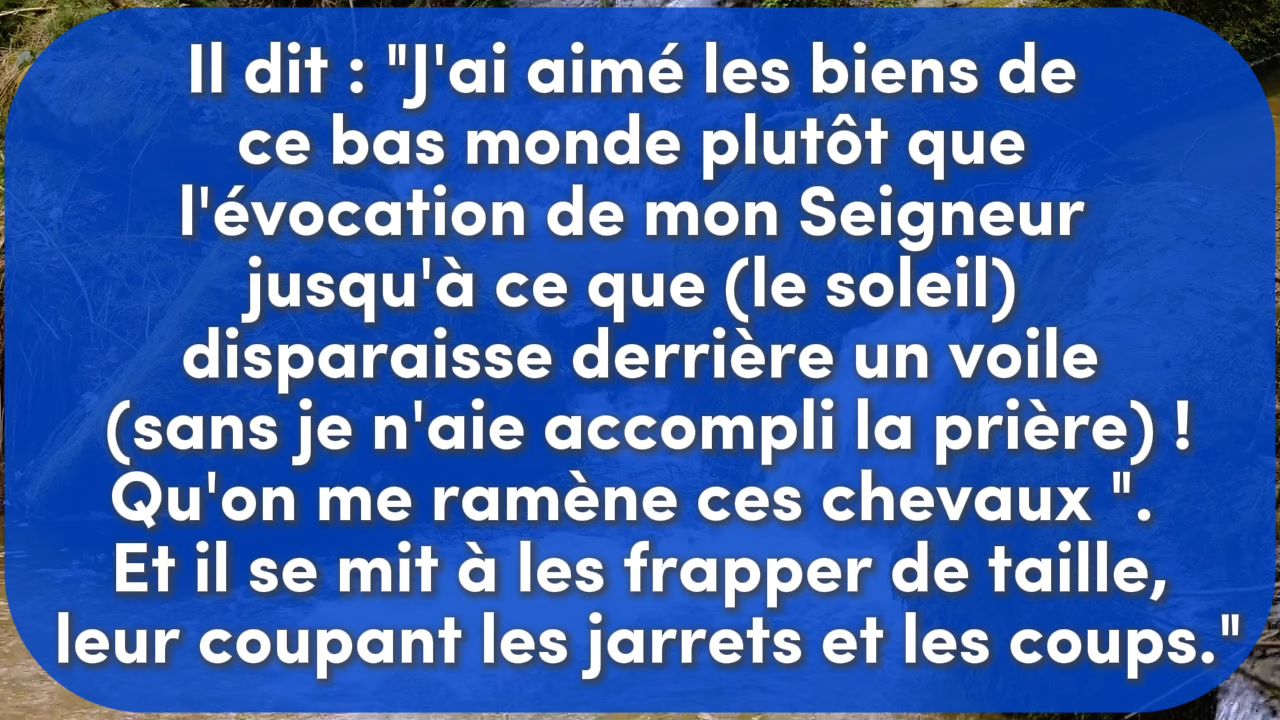 Il dit : "J'ai aimé les biens de
ce bas monde plutôt que
l'évocation de mon Seigneur
jusqu'à ce que (le soleil)
disparaisse derrière un voile
(sans je n'aie accompli la prière) !
Qu'on me ramène ces chevaux ".
Et il se mit à les frapper de taille,
leur coupant les jarrets et les coups."